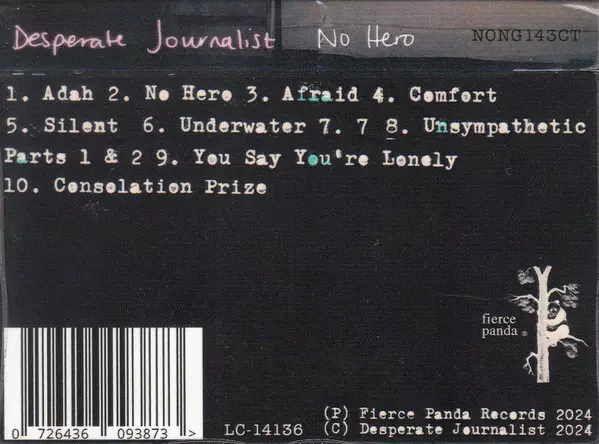 Desperate Journalist No Hero NONG143CT
1. Adah 2. No Hero 3. Afraid 4. Comfort
5. Silent 6. Underwater 7. 7 8. Unsympathetic
Parts 1 & 2 9. You Say You're Lonely
10. Consolation Prize
fierce
panda ®
0 726436 093873 >
LC-14136
(P) Fierce Panda Records 2024
(C) Desperate Journalist 2024